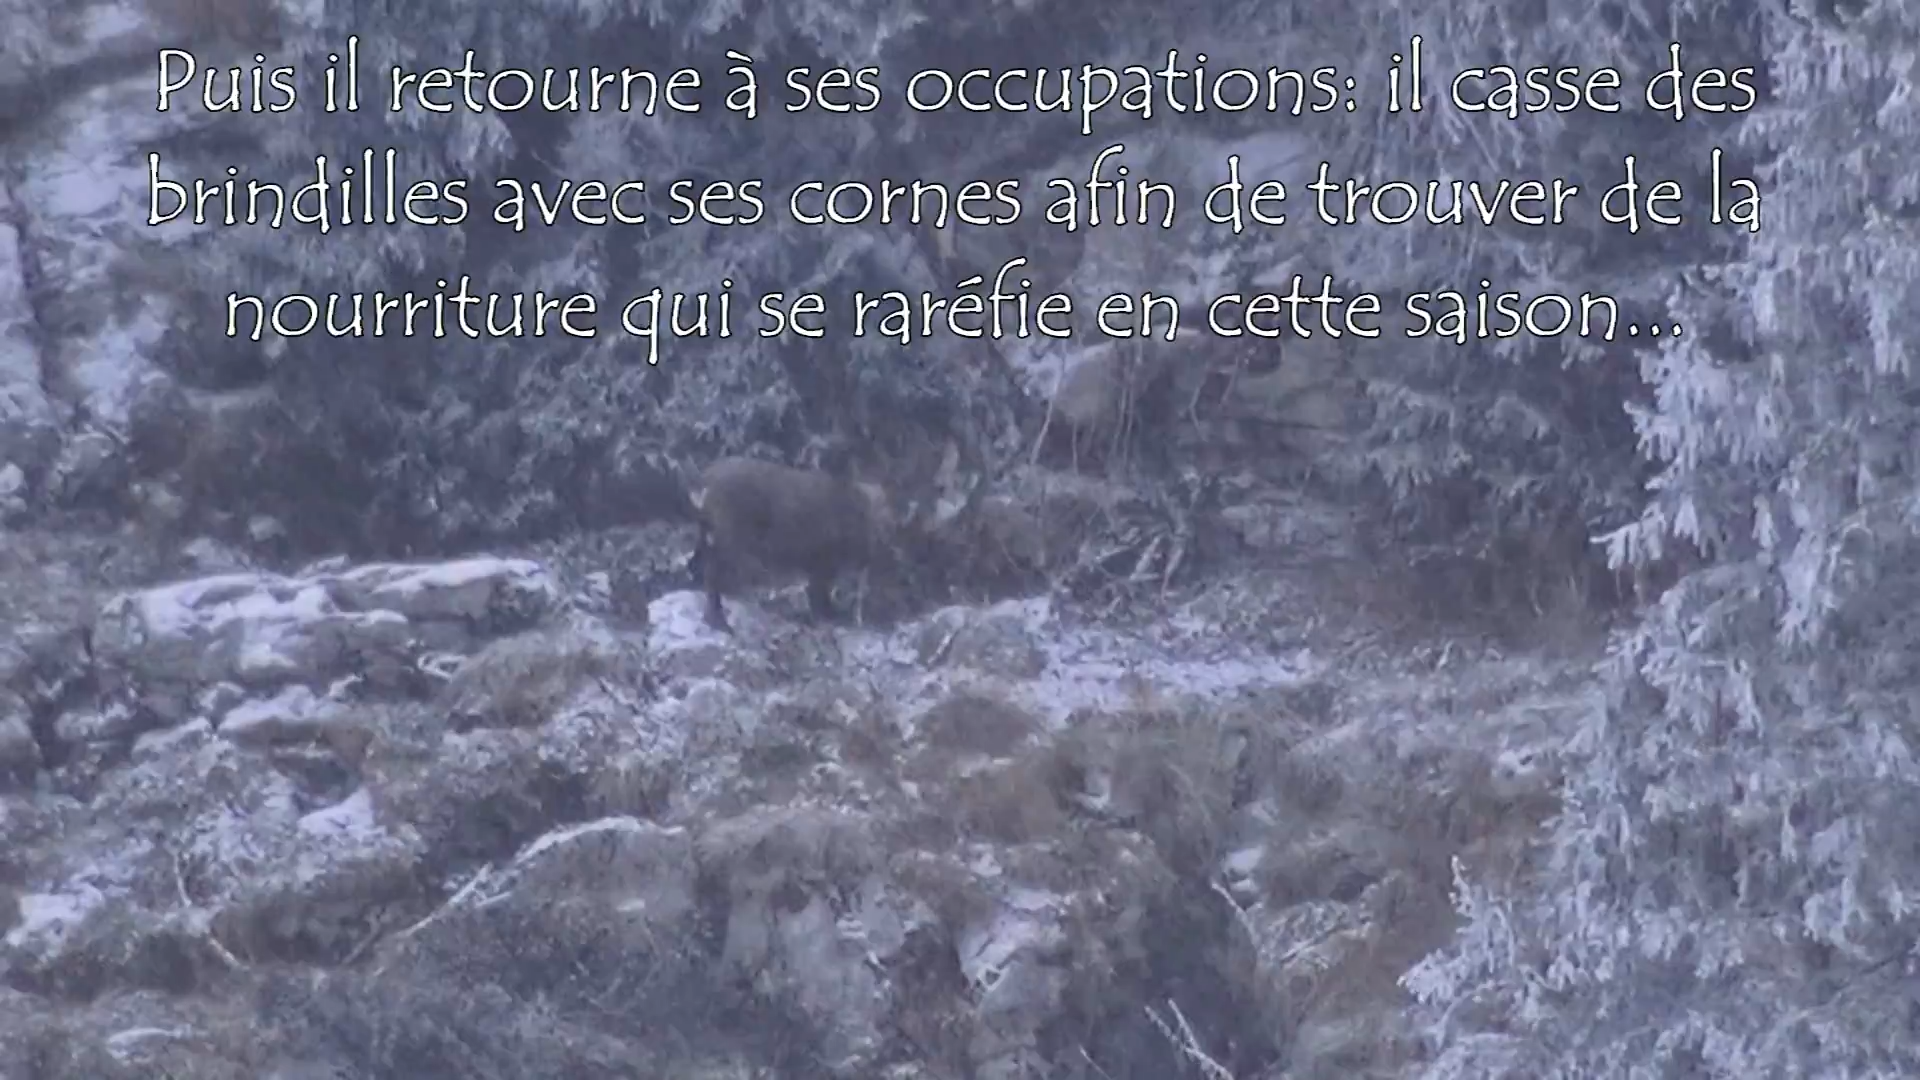 Puis il retourne à ses occupations: il casse des
brindilles avec ses cornes afin de trouver de la
nourriture qui se raréfie en cette saison...